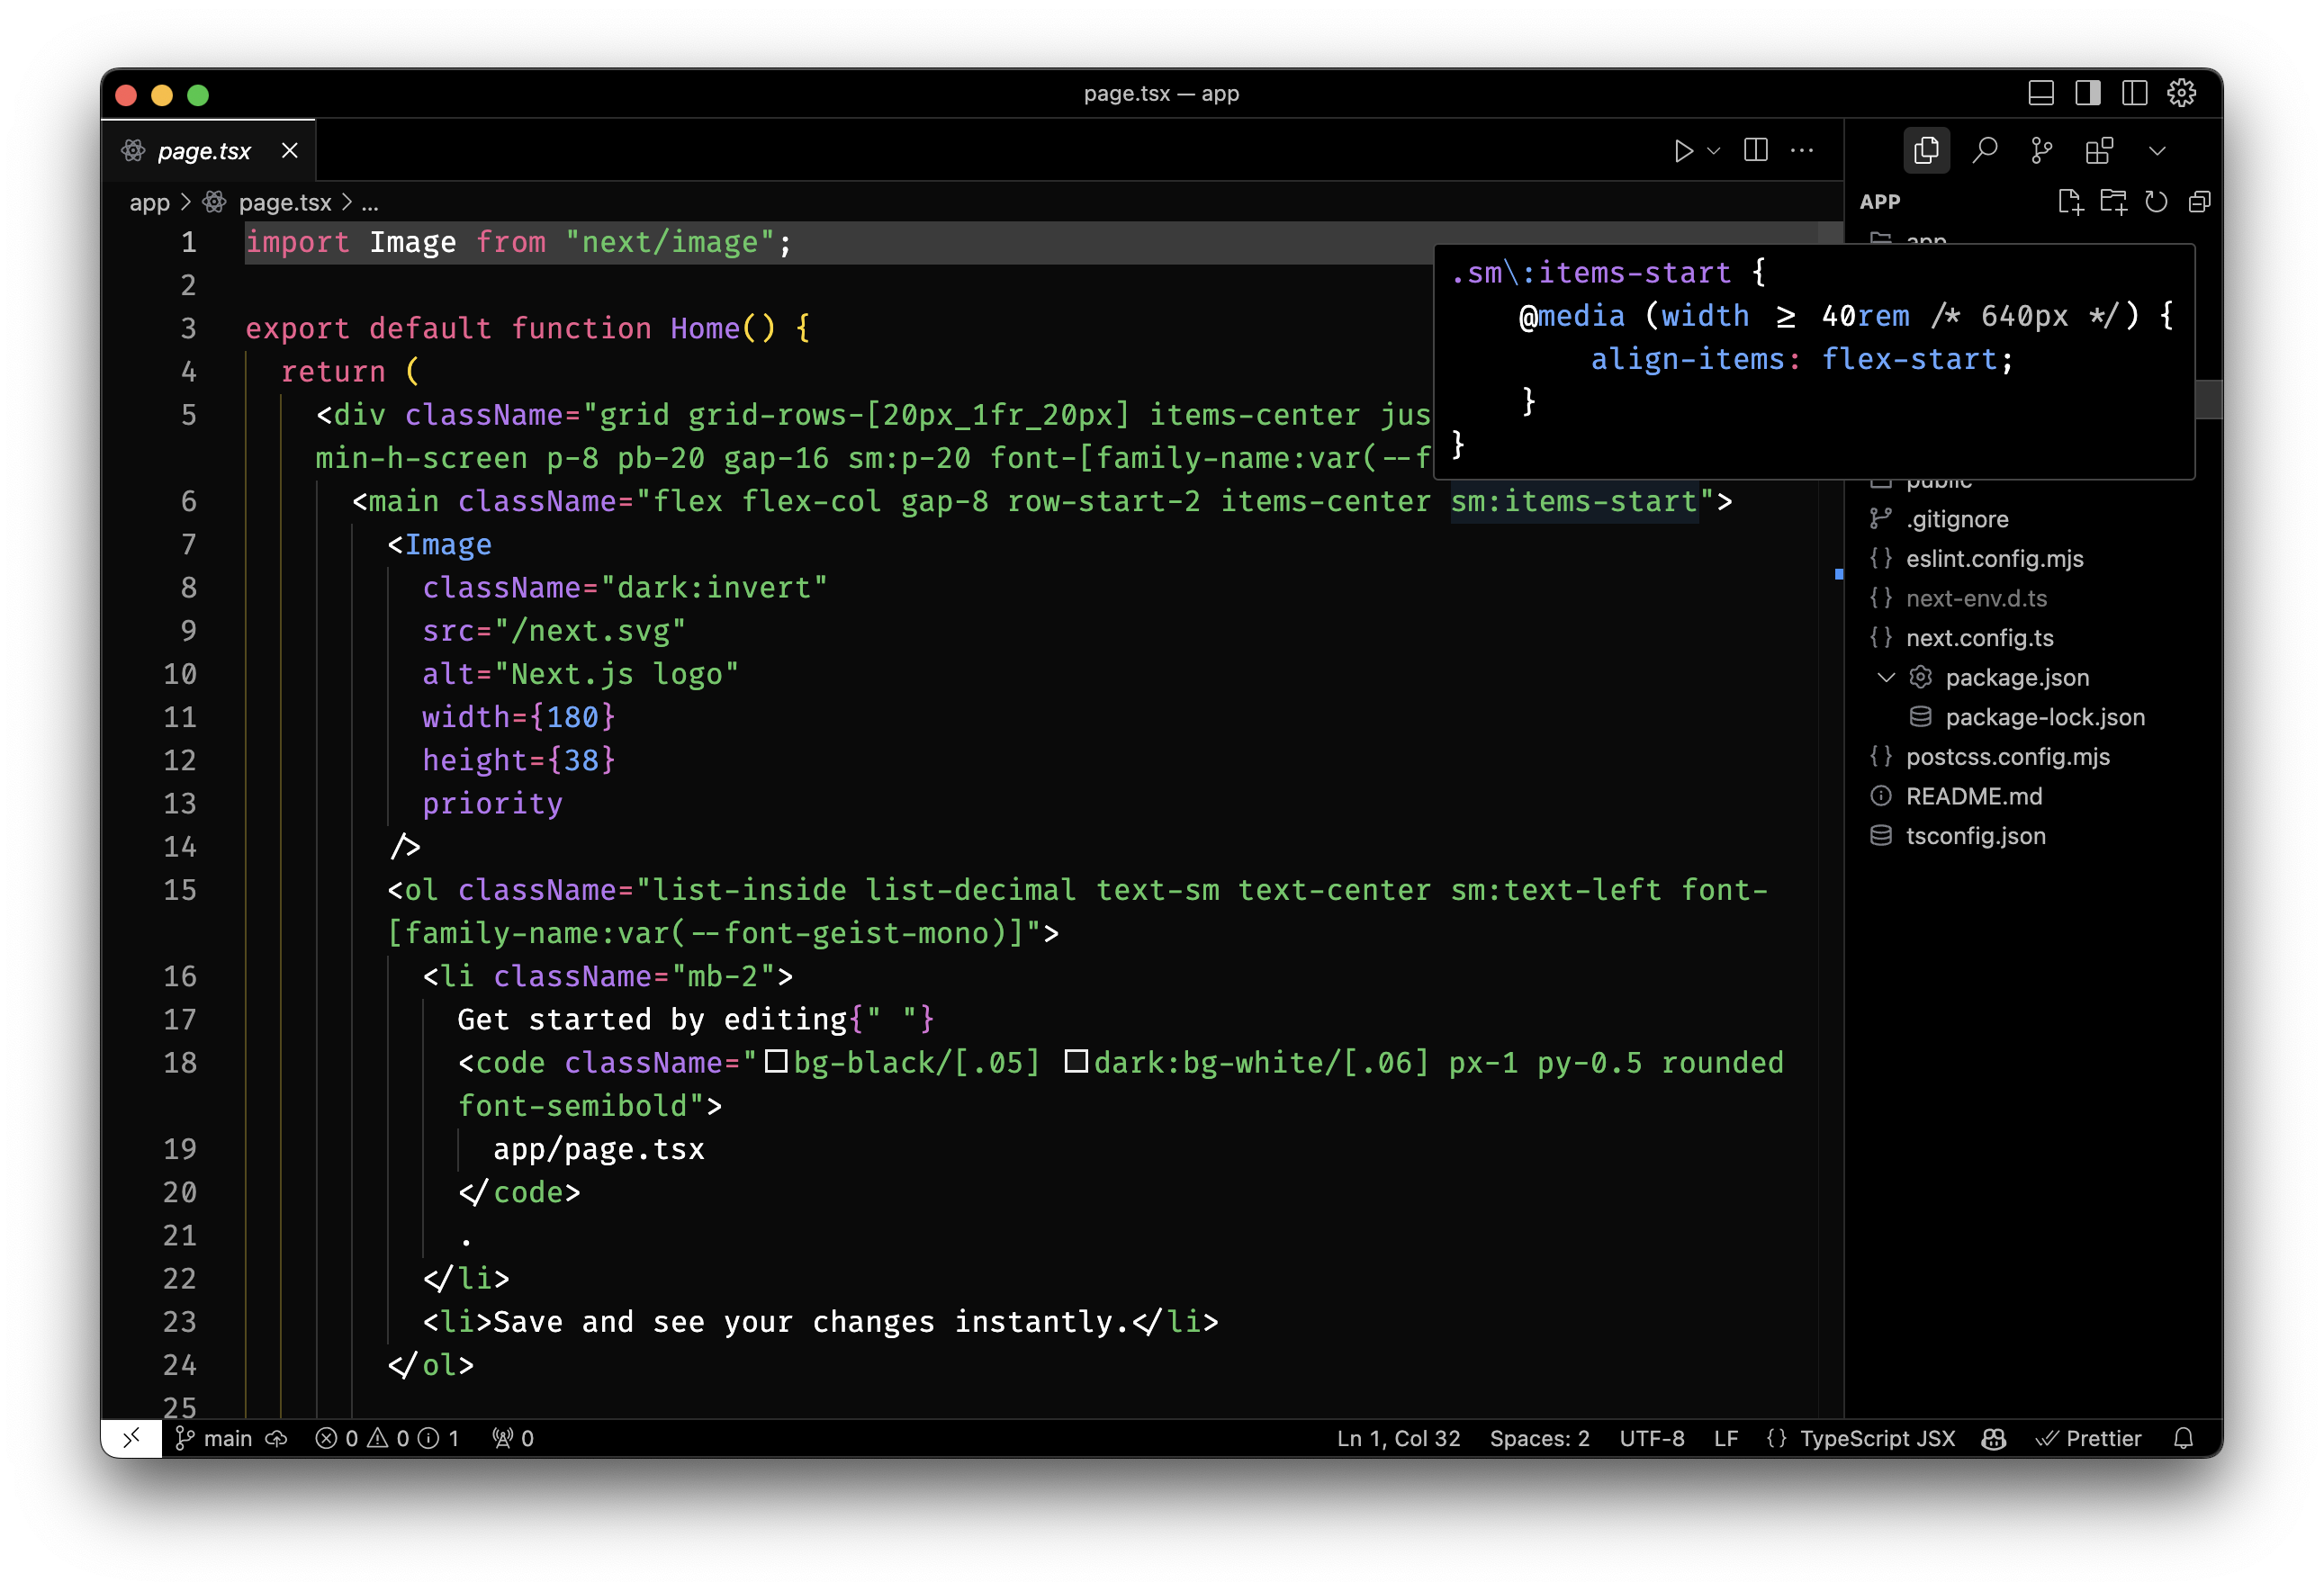 page.tsx — app
page.tsx
app > page.tsx > ...
1 import Image from "next/image";
2
3 export default function Home() {
4 return (
5 <div className="grid grid-rows-[20px_1fr_20px] items-center jus
min-h-screen p-8 pb-20 gap-16 sm:p-20 font-[family-name:var(--f
6 <main className="flex flex-col gap-8 row-start-2 items-center sm:items-start">
7 <Image
8 className="dark:invert"
9 src="/next.svg"
10 alt="Next.js logo"
11 width={180}
12 height={38}
13 priority
14 />
15 <ol className="list-inside list-decimal text-sm text-center sm:text-left font-
[family-name:var(--font-geist-mono)]">
16 <li className="mb-2">
17 Get started by editing{" "}
18 <code className="bg-black/[.05] dark:bg-white/[.06] px-1 py-0.5 rounded
font-semibold">
19 app/page.tsx
20 </code>
21 .
22 </li>
23 <li>Save and see your changes instantly.</li>
24 </ol>
25
.sm\:items-start {
@media (width ≥ 40rem /* 640px */) {
align-items: flex-start;
}
}
APP
app
public
.gitignore
eslint.config.mjs
next-env.d.ts
next.config.ts
package.json
package-lock.json
postcss.config.mjs
README.md
tsconfig.json
main 0 0 1 0
Ln 1, Col 32 Spaces: 2 UTF-8 LF {} TypeScript JSX Prettier